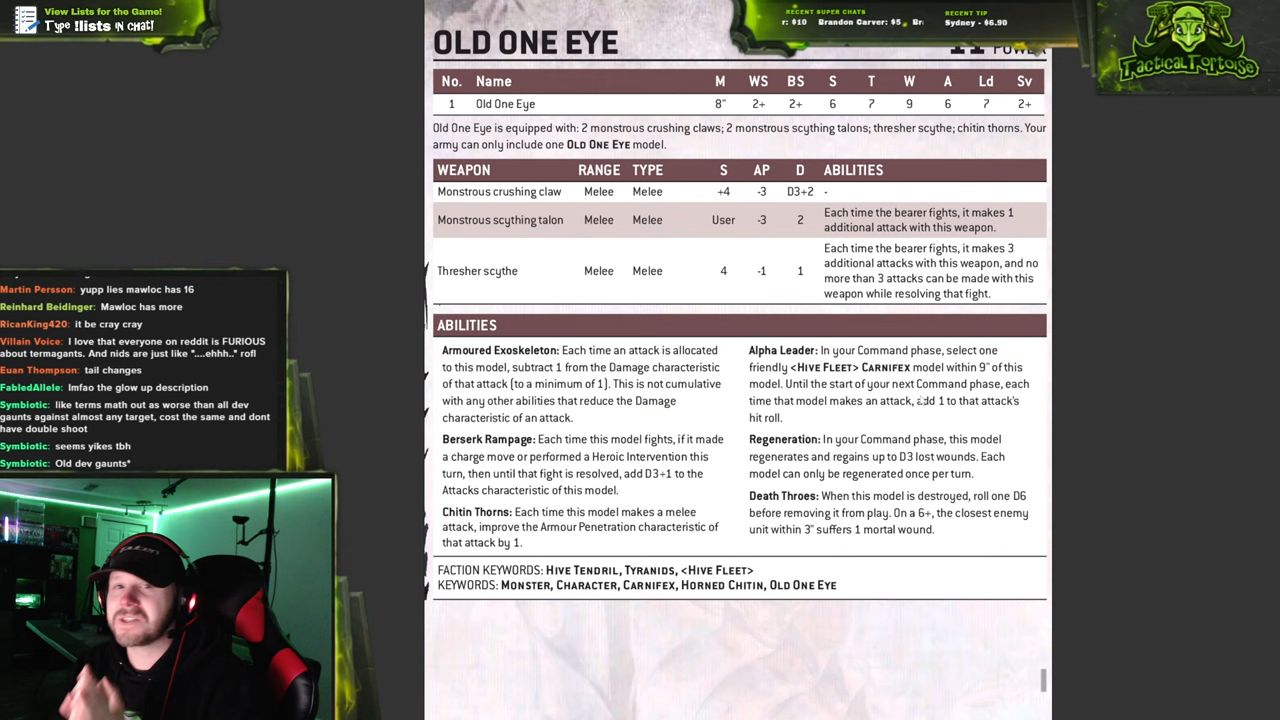 View Lists for the Game!
Type !lists in chat!
RECENT SUPER CHATS
r: $10 Brandon Carver: $5 Br
RECENT TIP
Sydney - $6.90
TacticalTortoise
OLD ONE EYE
11 POWER
No. Name M WS BS S T W A Ld Sv
1 Old One Eye 8" 2+ 2+ 6 7 9 6 7 2+
Old One Eye is equipped with: 2 monstrous crushing claws; 2 monstrous scything talons; thresher scythe; chitin thorns. Your
army can only include one OLD ONE EYE model.
WEAPON RANGE TYPE S AP D ABILITIES
Monstrous crushing claw Melee Melee +4 -3 D3+2 -
Monstrous scything talon Melee Melee User -3 2 Each time the bearer fights, it makes 1
additional attack with this weapon.
Thresher scythe Melee Melee 4 -1 1 Each time the bearer fights, it makes 3
additional attacks with this weapon, and no
more than 3 attacks can be made with this
weapon while resolving that fight.
ABILITIES
Armoured Exoskeleton: Each time an attack is allocated
to this model, subtract 1 from the Damage characteristic
of that attack (to a minimum of 1). This is not cumulative
with any other abilities that reduce the Damage
characteristic of an attack.
Berserk Rampage: Each time this model fights, if it made
a charge move or performed a Heroic Intervention this
turn, then until that fight is resolved, add D3+1 to the
Attacks characteristic of this model.
Chitin Thorns: Each time this model makes a melee
attack, improve the Armour Penetration characteristic of
that attack by 1.
Alpha Leader: In your Command phase, select one
friendly <HIVE FLEET> CARNIFEX model within 9" of this
model. Until the start of your next Command phase, each
time that model makes an attack, add 1 to that attack's
hit roll.
Regeneration: In your Command phase, this model
regenerates and regains up to D3 lost wounds. Each
model can only be regenerated once per turn.
Death Throes: When this model is destroyed, roll one D6
before removing it from play. On a 6+, the closest enemy
unit within 3" suffers 1 mortal wound.
FACTION KEYWORDS: HIVE TENDRIL, TYRANIDS, <HIVE FLEET>
KEYWORDS: MONSTER, CHARACTER, CARNIFEX, HORNED CHITIN, OLD ONE EYE
Martin Persson: yupp lies mawloc has 16
Reinhard Beidinger: Mawloc has more
RicanKing420: it be cray cray
Villain Voice: I love that everyone on reddit is FURIOUS
about termagants. And nids are just like "....ehhh.." rofl
Euan Thompson: tail changes
FabledAllele: lmfao the glow up description
Symbiotic: like terms math out as worse than all dev
gaunts against almost any target, cost the same and dont
have double shoot
Symbiotic: seems yikes tbh
Symbiotic: Old dev gaunts*